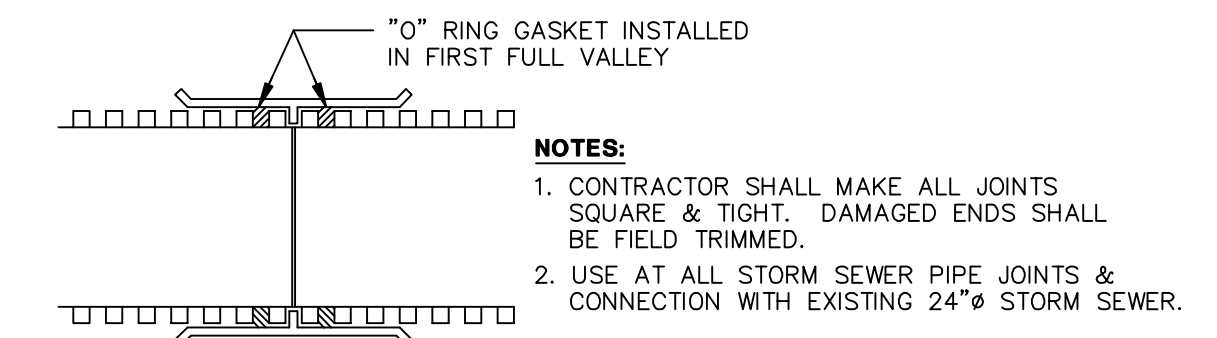 "O" RING GASKET INSTALLED
IN FIRST FULL VALLEY
NOTES:
1. CONTRACTOR SHALL MAKE ALL JOINTS
SQUARE & TIGHT. DAMAGED ENDS SHALL
BE FIELD TRIMMED.
2. USE AT ALL STORM SEWER PIPE JOINTS &
CONNECTION WITH EXISTING 24"ø STORM SEWER.